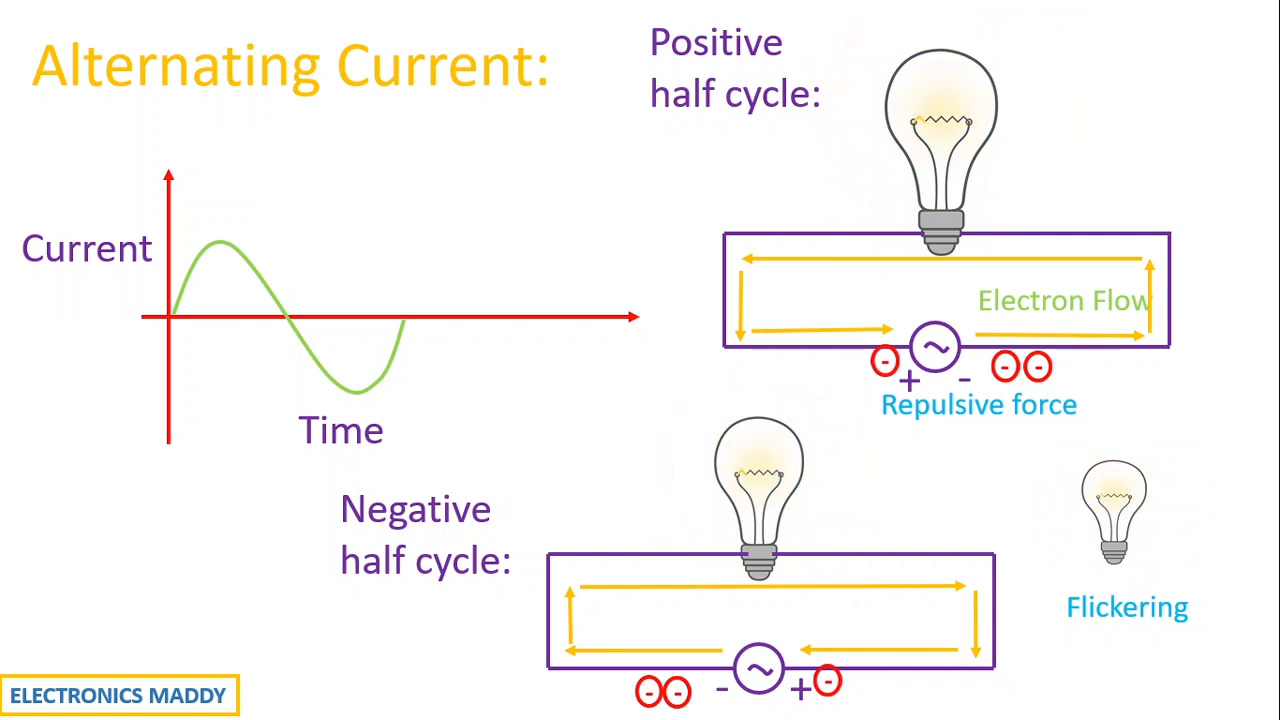 Alternating Current:
Current
Time
Positive
half cycle:
Electron Flow
+ -
- - -
Repulsive force
Negative
half cycle:
- +
- - -
Flickering
ELECTRONICS MADDY